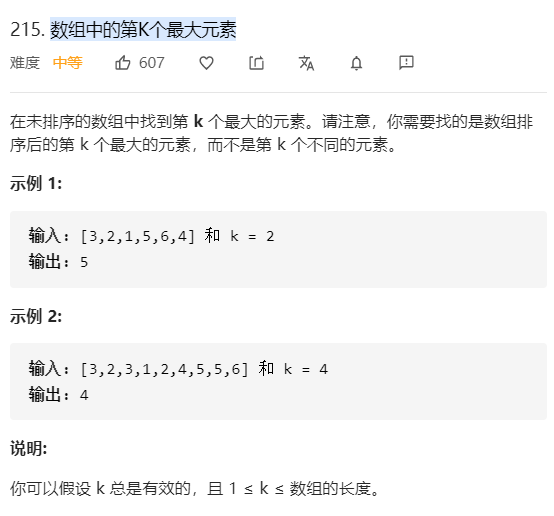 215. 数组中的第K个最大元素
难度 中等 607
在未排序的数组中找到第 k 个最大的元素。请注意，你需要找的是数组排
序后的第 k 个最大的元素，而不是第 k 个不同的元素。
示例 1:
输入: [3,2,1,5,6,4] 和 k = 2
输出: 5
示例 2:
输入: [3,2,3,1,2,4,5,5,6] 和 k = 4
输出: 4
说明:
你可以假设 k 总是有效的，且 1 ≤ k ≤ 数组的长度。